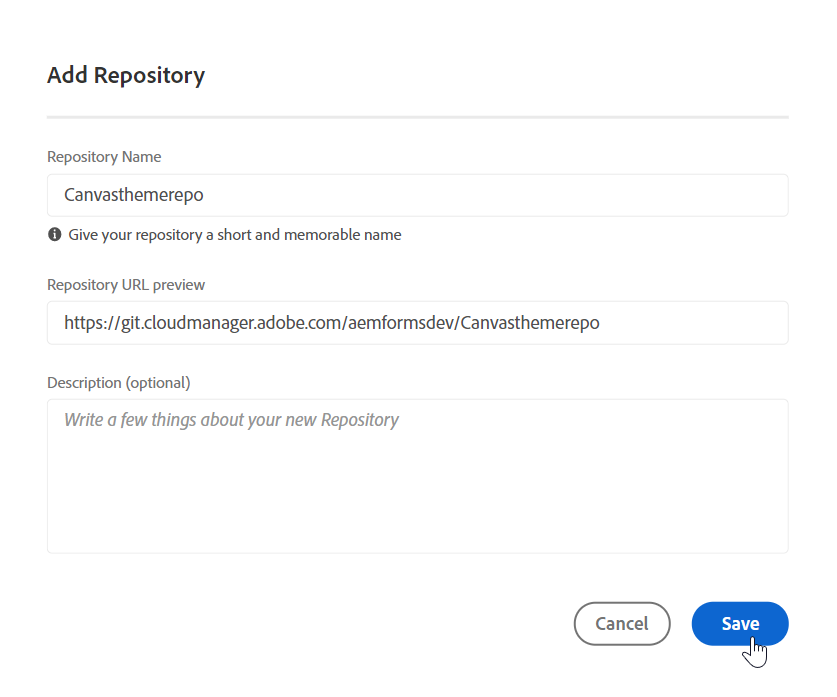 Add Repository
Repository Name
Canvasthemerepo
Give your repository a short and memorable name
Repository URL preview
https://git.cloudmanager.adobe.com/aemformsdev/Canvasthemerepo
Description (optional)
Write a few things about your new Repository
Cancel Save